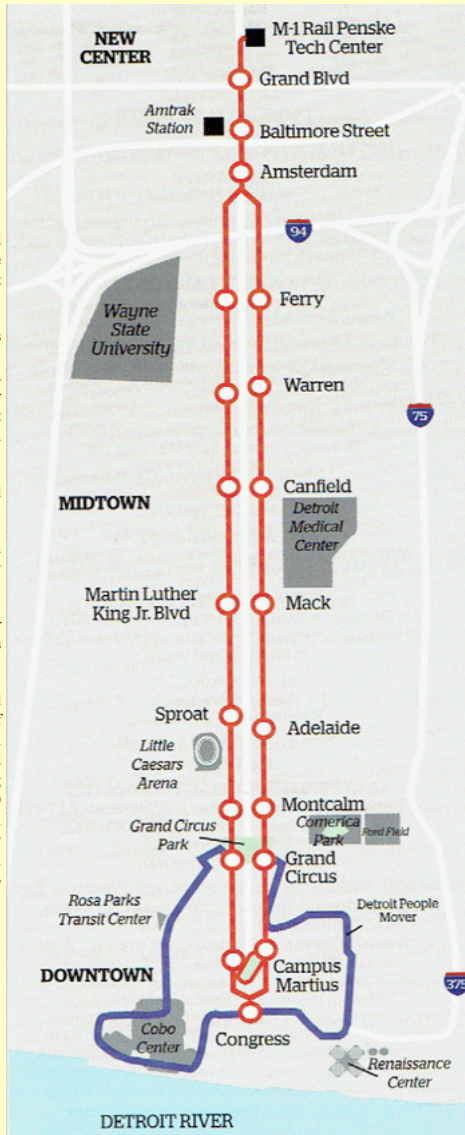 NEW
CENTER
M-1 Rail Penske
Tech Center
Grand Blvd
Amtrak
Station
Baltimore Street
Amsterdam
94
Ferry
Wayne
State
University
Warren
75
MIDTOWN
Canfield
Detroit
Medical
Center
Martin Luther
King Jr. Blvd
Mack
Sproat
Adelaide
Little
Caesars
Arena
Montcalm
Comerica
Park
Ford Field
Grand Circus
Park
Grand
Circus
Rosa Parks
Transit Center
Detroit People
Mover
DOWNTOWN
Campus
Martius
375
Cobo
Center
Congress
Renaissance
Center
DETROIT RIVER